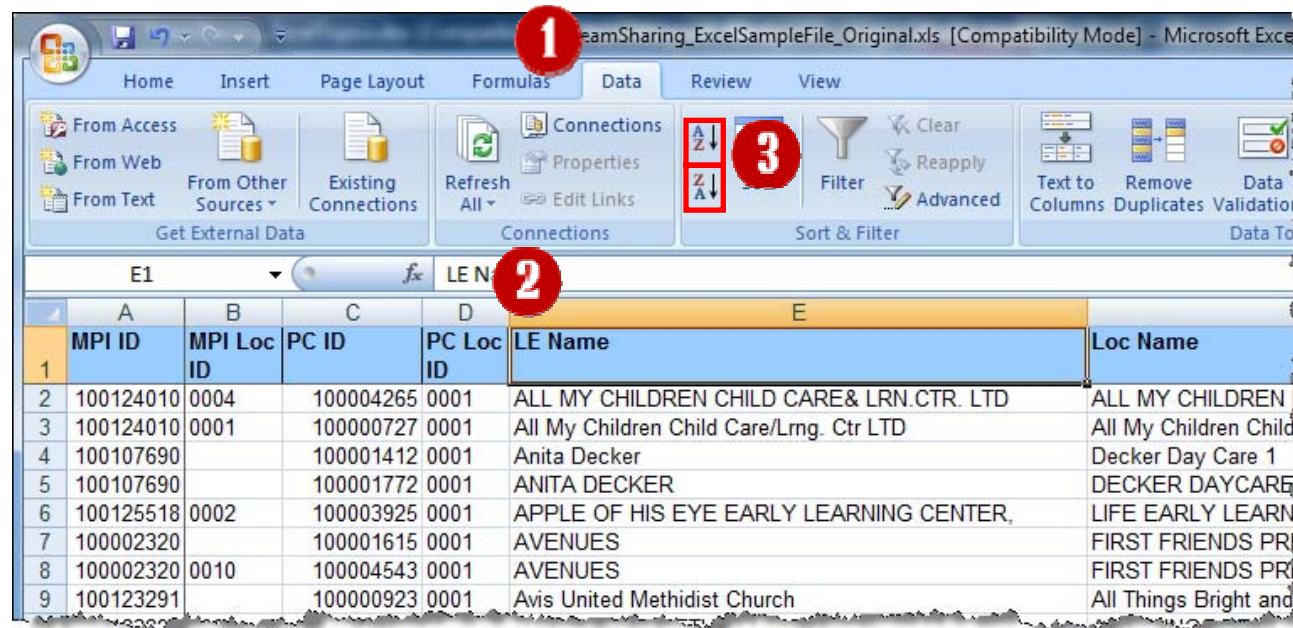 1 eamSharing_ExcelSampleFile_Original.xls [Compatibility Mode] - Microsoft Exce
Home Insert Page Layout Formulas Data Review View
From Access
From Web
From Text
From Other
Sources
Existing
Connections
Get External Data
Refresh
All
Connections
Properties
Edit Links
Connections
A
Z
Z
A
3
Filter
Clear
Reapply
Advanced
Sort & Filter
Text to
Columns
Remove
Duplicates
Data
Validation
Data To
E1 fx LE Na 2
A B C D E
1 MPI ID MPI Loc ID PC ID PC Loc ID LE Name Loc Name
2 100124010 0004 100004265 0001 ALL MY CHILDREN CHILD CARE& LRN.CTR. LTD ALL MY CHILDREN
3 100124010 0001 100000727 0001 All My Children Child Care/Lrng. Ctr LTD All My Children Child
4 100107690 100001412 0001 Anita Decker Decker Day Care 1
5 100107690 100001772 0001 ANITA DECKER DECKER DAYCARE
6 100125518 0002 100003925 0001 APPLE OF HIS EYE EARLY LEARNING CENTER, LIFE EARLY LEARN
7 100002320 100001615 0001 AVENUES FIRST FRIENDS PR
8 100002320 0010 100004543 0001 AVENUES FIRST FRIENDS PR
9 100123291 100000923 0001 Avis United Methidist Church All Things Bright and